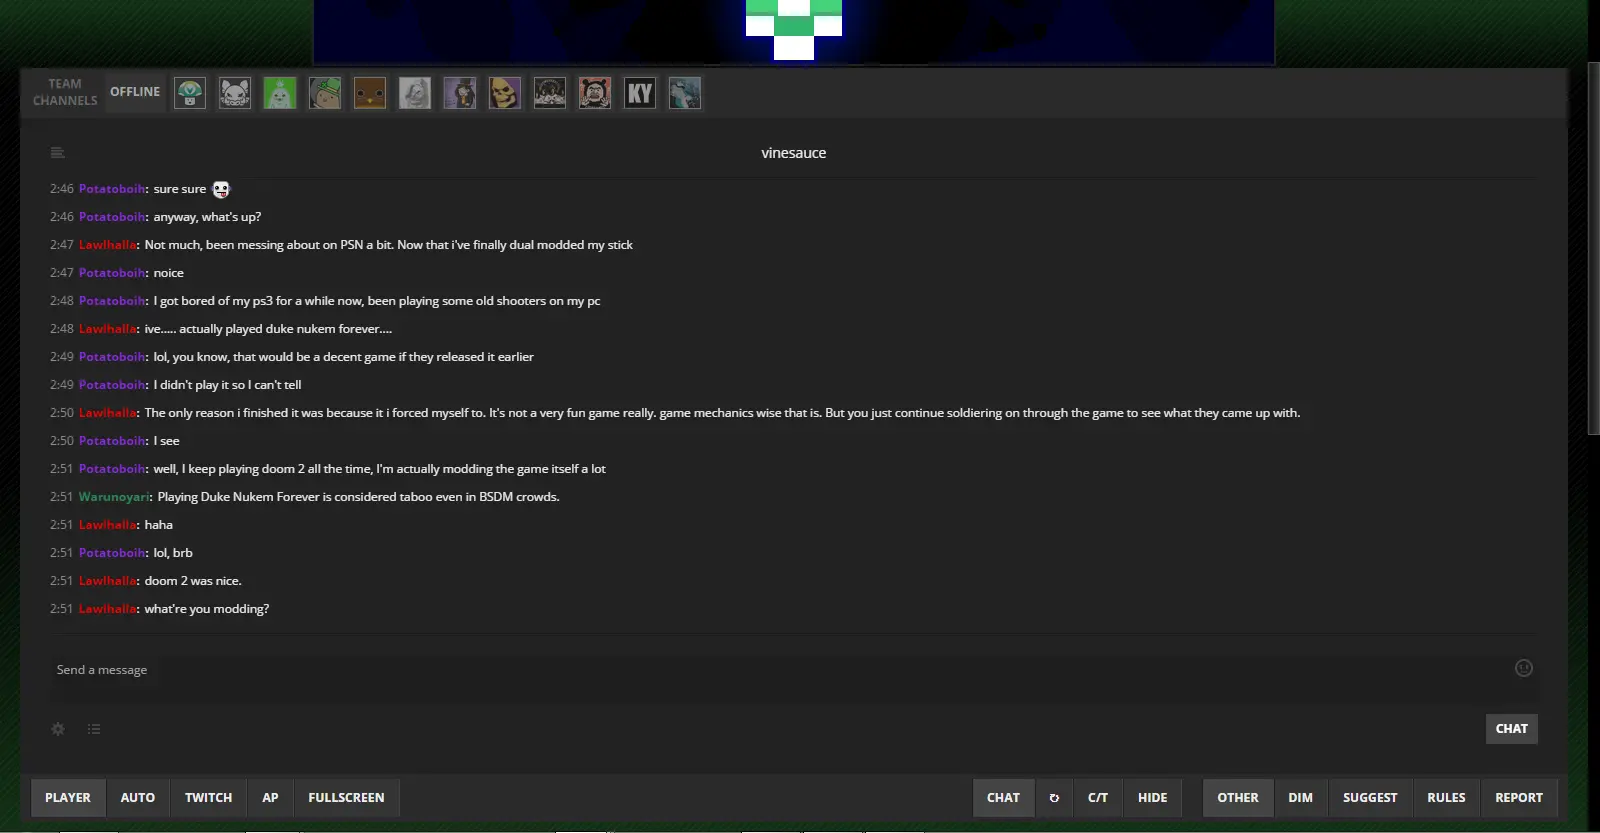 TEAM
CHANNELS
OFFLINE
KY
vinesauce
2:46 Potatoboih: sure sure
2:46 Potatoboih: anyway, what's up?
2:47 Lawlhalla: Not much, been messing about on PSN a bit. Now that i've finally dual modded my stick
2:47 Potatoboih: noice
2:48 Potatoboih: I got bored of my ps3 for a while now, been playing some old shooters on my pc
2:48 Lawlhalla: ive..... actually played duke nukem forever....
2:49 Potatoboih: lol, you know, that would be a decent game if they released it earlier
2:49 Potatoboih: I didn't play it so I can't tell
2:50 Lawlhalla: The only reason i finished it was because it i forced myself to. It's not a very fun game really. game mechanics wise that is. But you just continue soldiering on through the game to see what they came up with.
2:50 Potatoboih: I see
2:51 Potatoboih: well, I keep playing doom 2 all the time, I'm actually modding the game itself a lot
2:51 Warunoyari: Playing Duke Nukem Forever is considered taboo even in BSDM crowds.
2:51 Lawlhalla: haha
2:51 Potatoboih: lol, brb
2:51 Lawlhalla: doom 2 was nice.
2:51 Lawlhalla: what're you modding?
Send a message
CHAT
PLAYER AUTO TWITCH AP FULLSCREEN CHAT C/T HIDE OTHER DIM SUGGEST RULES REPORT